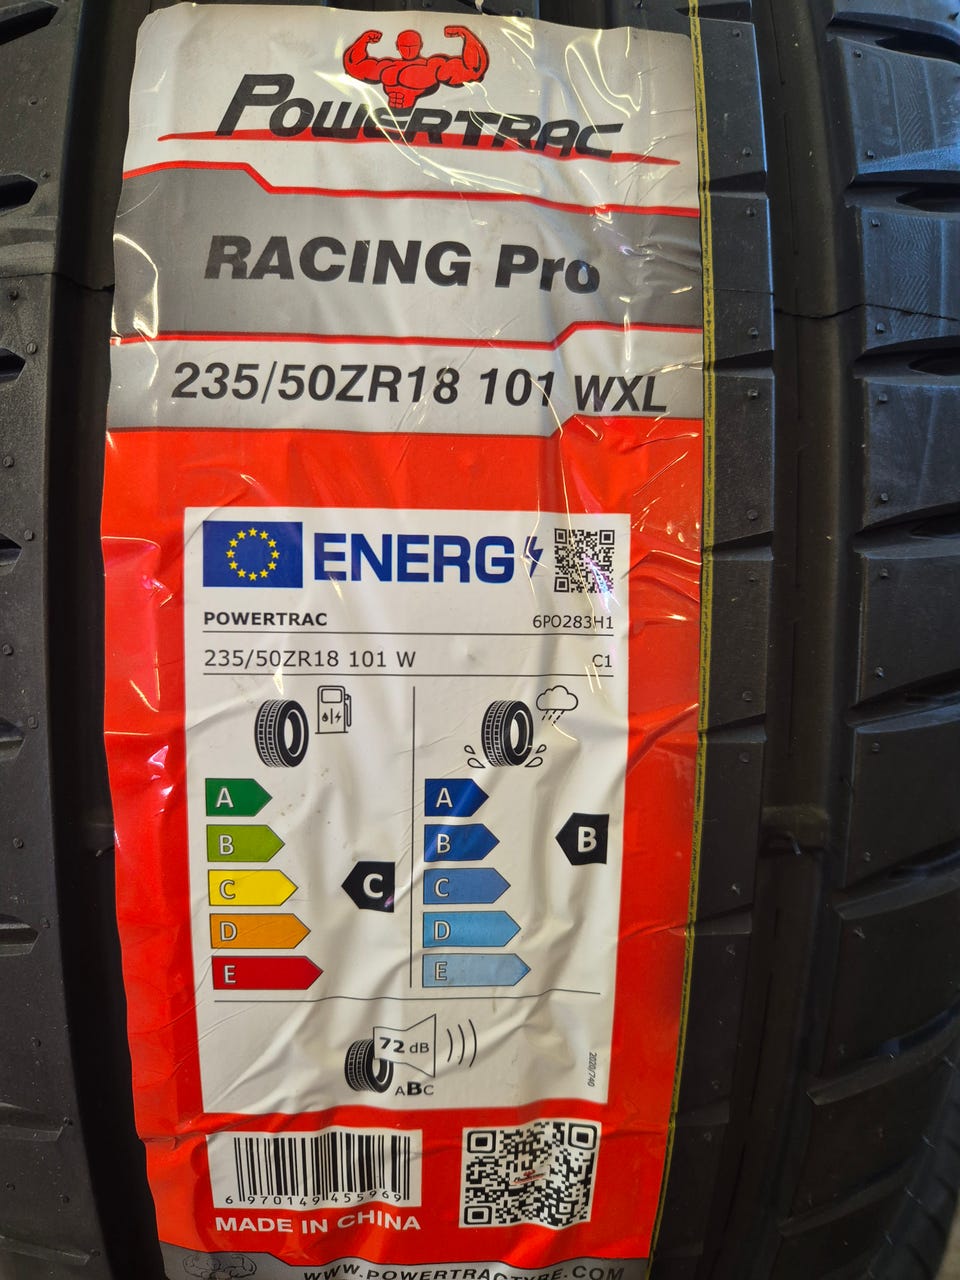 POWERTRAC
RACING Pro
235/50ZR18 101 WXL
ENERG
POWERTRAC 6PO283H1
235/50ZR18 101 W C1
A A
B B B
C C C
D D
E E
72 dB
ABC
2020/740
6 970149 455969
MADE IN CHINA
WWW.POWERTRACTYRE.COM